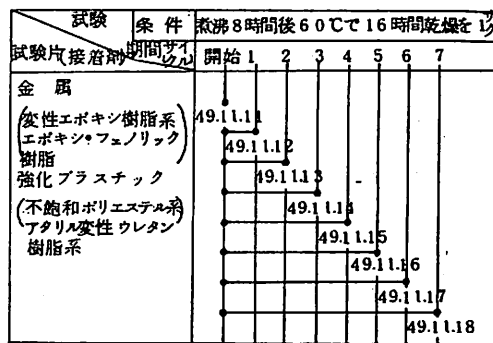 試験 条件 煮沸8時間後60℃で16時間乾燥を1サイクル
試験片(接着剤) 期間サイクル 開始 1 2 3 4 5 6 7
金属
49.11.11
(変性エポキシ樹脂系
エポキシ・フェノリック
49.11.12
樹脂)
49.11.13
強化プラスチック
49.11.14
(不飽和ポリエステル系
アタリル変性ウレタン
49.11.15
樹脂系)
49.11.16
49.11.17
49.11.18